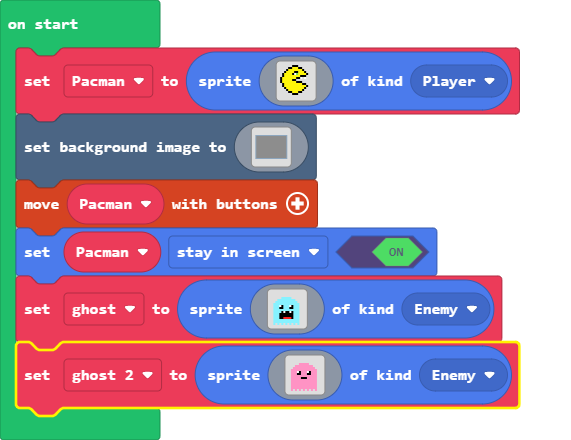 on start
set Pacman to sprite of kind Player
set background image to
move Pacman with buttons
set Pacman stay in screen ON
set ghost to sprite of kind Enemy
set ghost 2 to sprite of kind Enemy